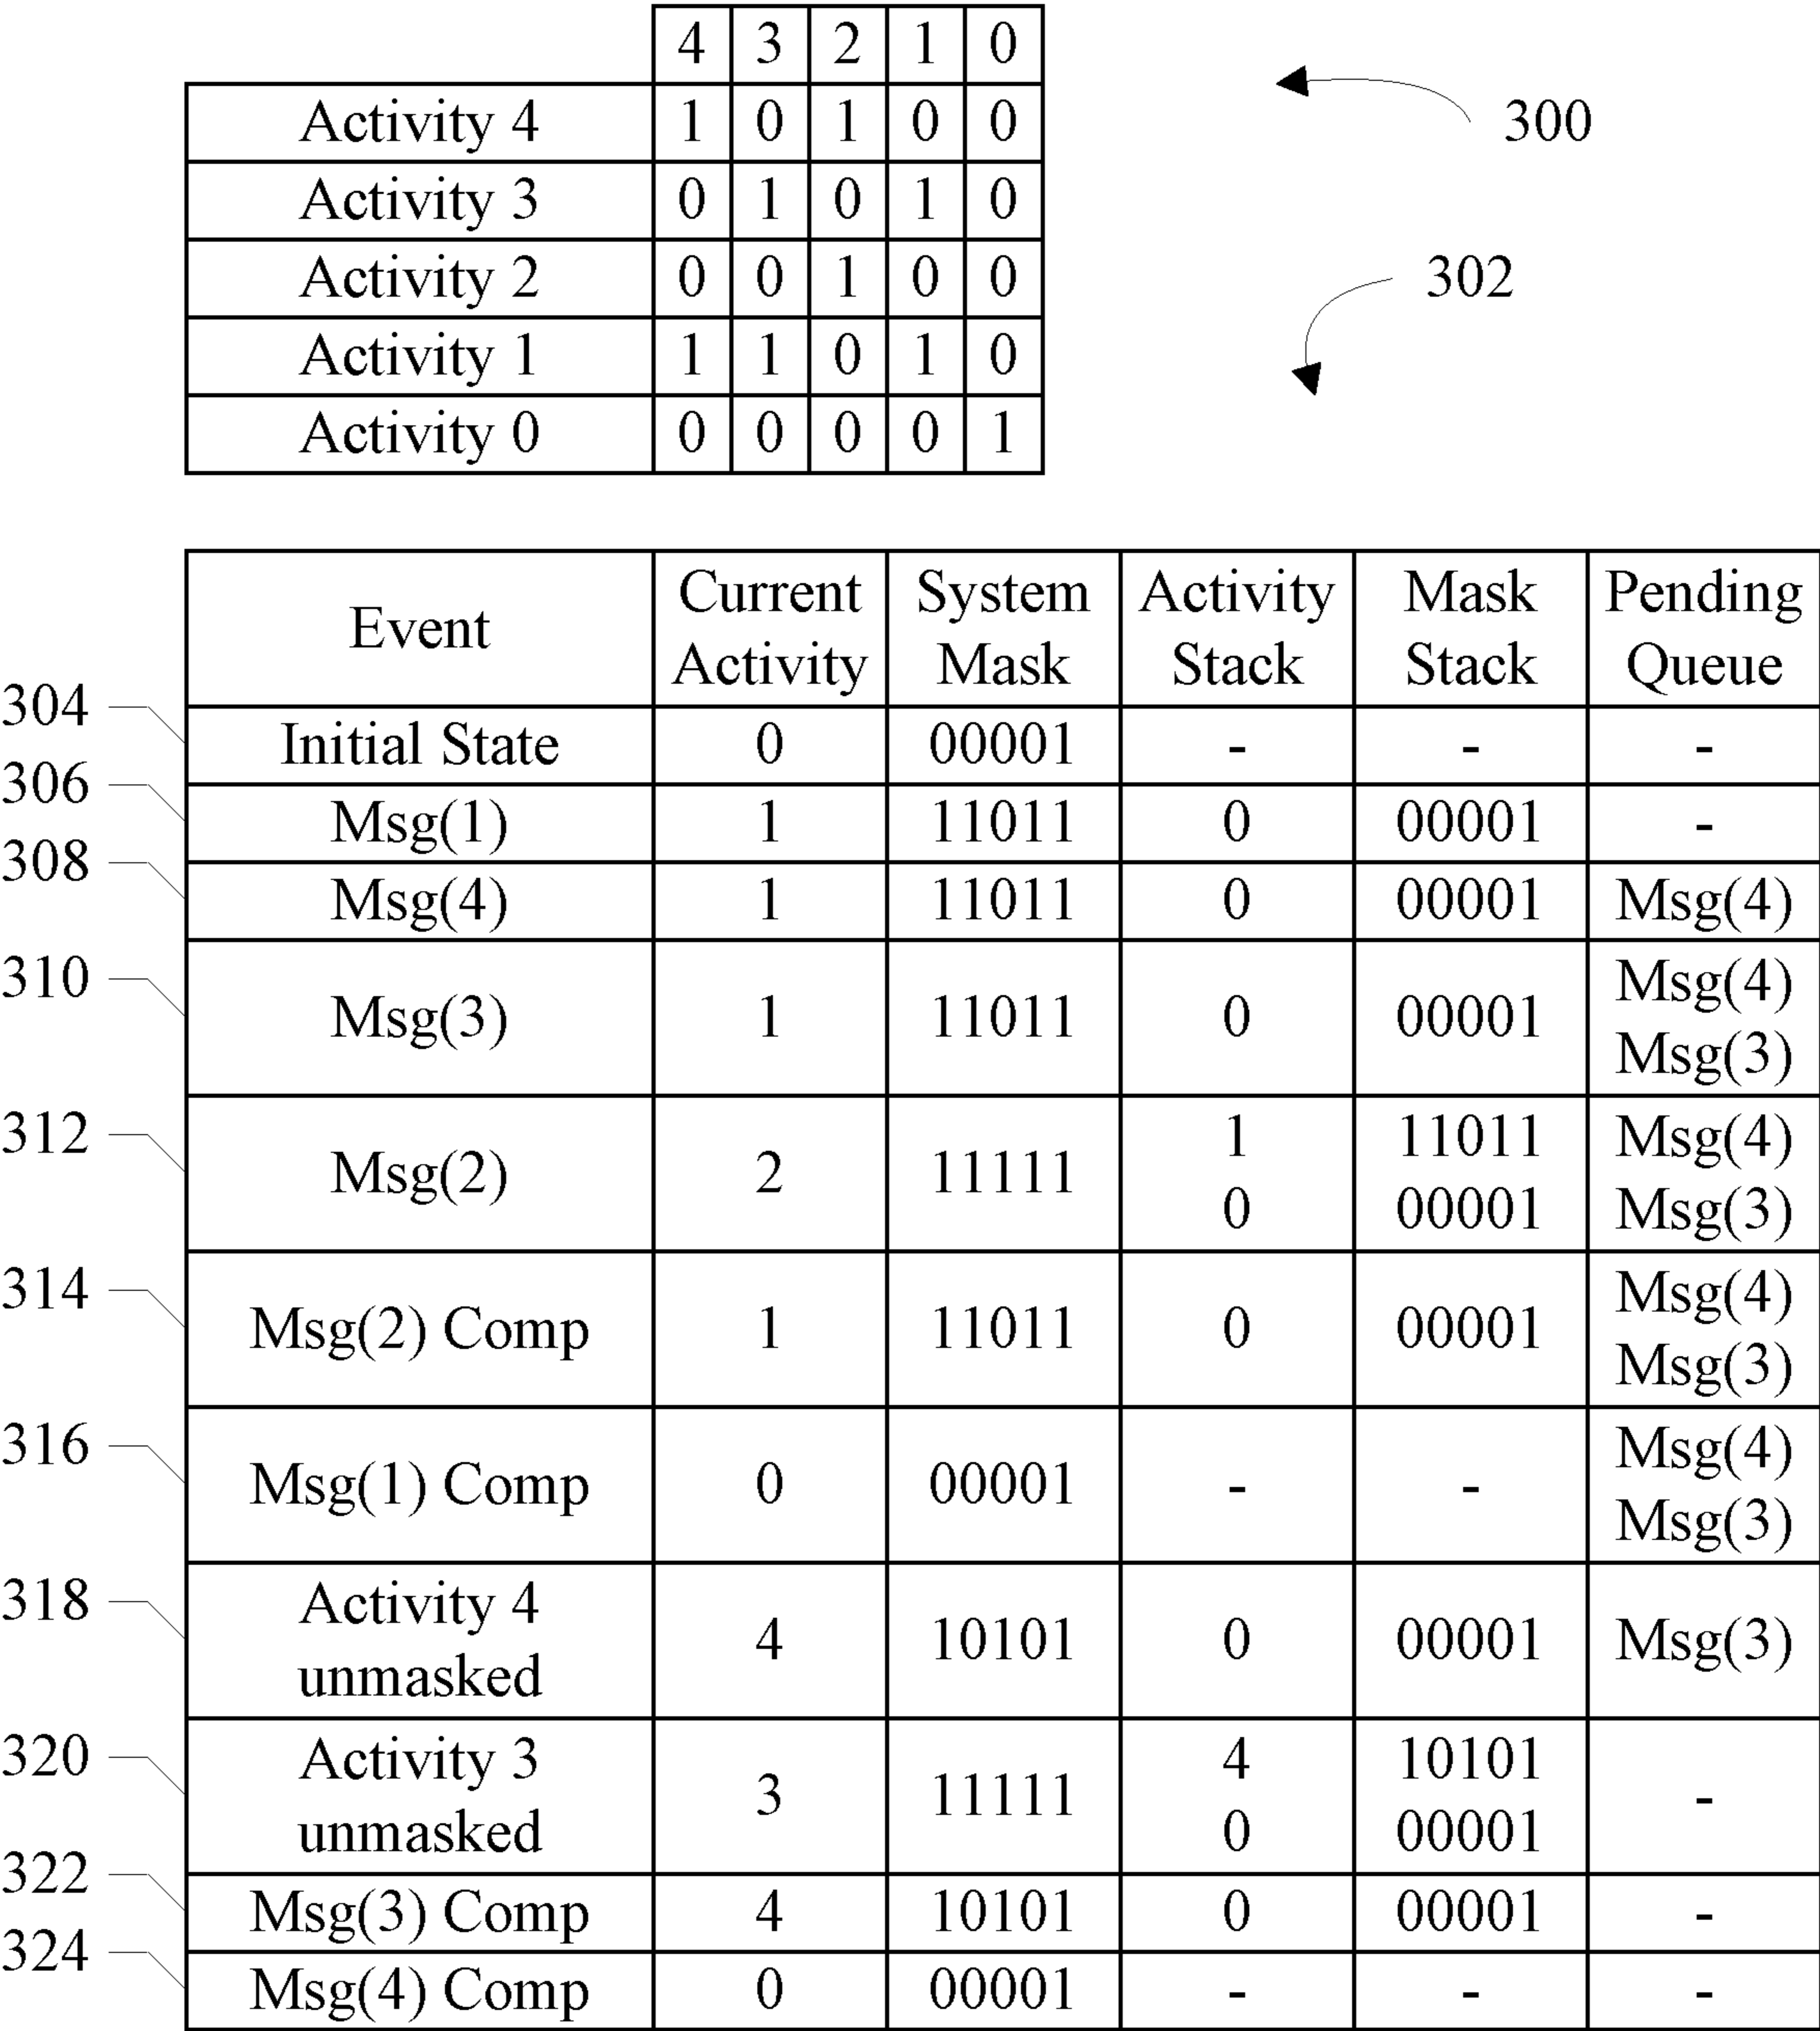 4 3 2 1 0
Activity 4 1 0 1 0 0
300
Activity 3 0 1 0 1 0
Activity 2 0 0 1 0 0
302
Activity 1 1 1 0 1 0
Activity 0 0 0 0 0 1
Event Current Activity System Mask Activity Stack Mask Stack Pending Queue
304 Initial State 0 00001 - - -
306 Msg(1) 1 11011 0 00001 -
308 Msg(4) 1 11011 0 00001 Msg(4)
310 Msg(3) 1 11011 0 00001 Msg(4) Msg(3)
312 Msg(2) 2 11111 1 0 11011 00001 Msg(4) Msg(3)
314 Msg(2) Comp 1 11011 0 00001 Msg(4) Msg(3)
316 Msg(1) Comp 0 00001 - - Msg(4) Msg(3)
318 Activity 4 unmasked 4 10101 0 00001 Msg(3)
320 Activity 3 unmasked 3 11111 4 0 10101 00001 -
322 Msg(3) Comp 4 10101 0 00001 -
324 Msg(4) Comp 0 00001 - - -